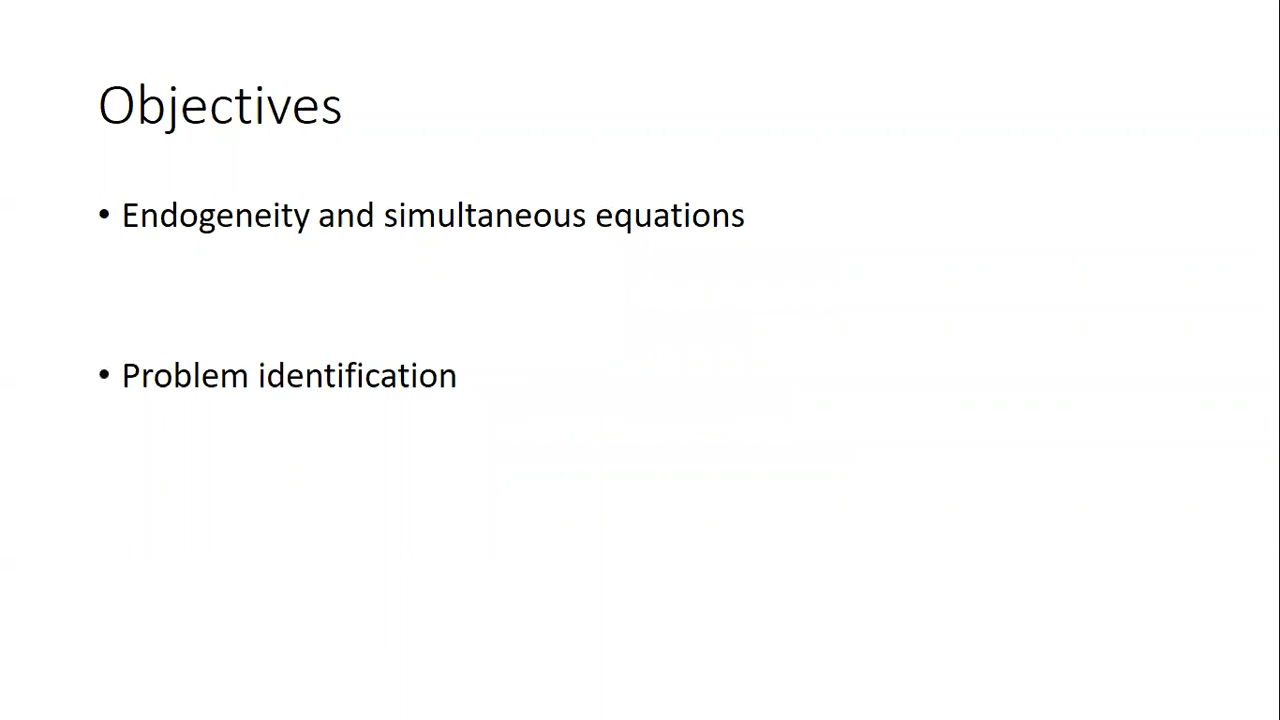 Objectives
• Endogeneity and simultaneous equations
• Problem identification